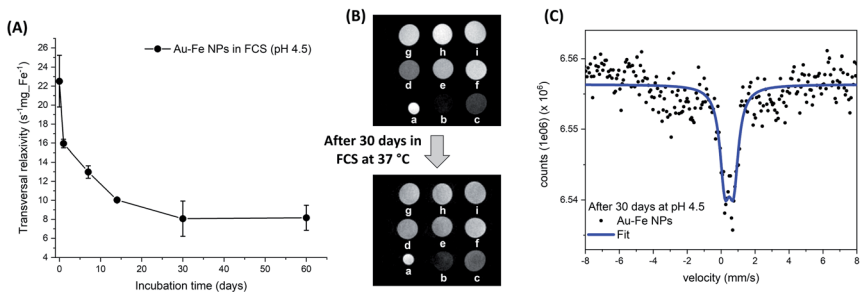 (A)
Au-Fe NPs in FCS (pH 4.5)
Transversal relaxivity (s⁻¹mg_Fe⁻¹)
26
24
22
20
18
16
14
12
10
8
6
4
0 10 20 30 40 50 60
Incubation time (days)
(B)
g h i
d e f
a b c
After 30 days in
FCS at 37 °C
g h i
d e f
a b c
(C)
counts (1e06) (x 10⁶)
6.56
6.55
6.54
After 30 days at pH 4.5
Au-Fe NPs
Fit
-8 -6 -4 -2 0 2 4 6 8
velocity (mm/s)